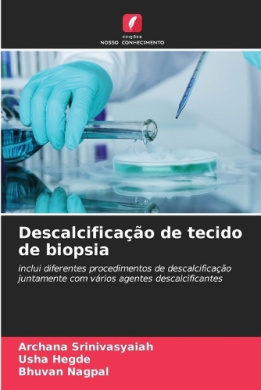 edições
NOSSO CONHECIMENTO
Descalcificação de tecido
de biopsia
inclui diferentes procedimentos de descalcificação
juntamente com vários agentes descalcificantes
Archana Srinivasyaiah
Usha Hegde
Bhuvan Nagpal